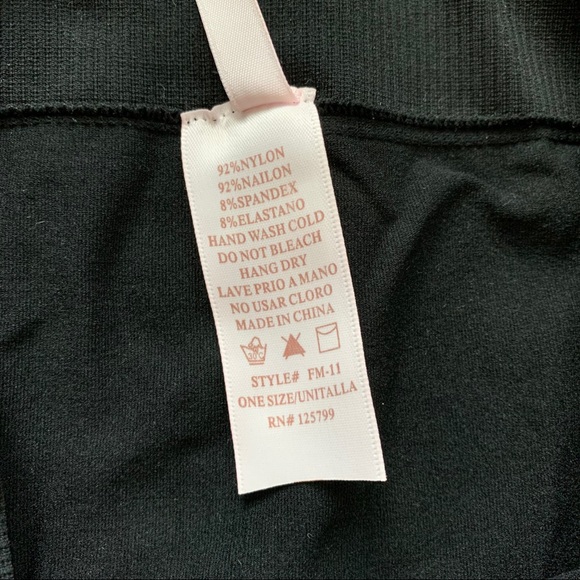 92%NYLON
92%NAILON
8%SPANDEX
8%ELASTANO
HAND WASH COLD
DO NOT BLEACH
HANG DRY
LAVE PRIO A MANO
NO USAR CLORO
MADE IN CHINA
30°C
STYLE# FM-11
ONE SIZE/UNITALLA
RN# 125799